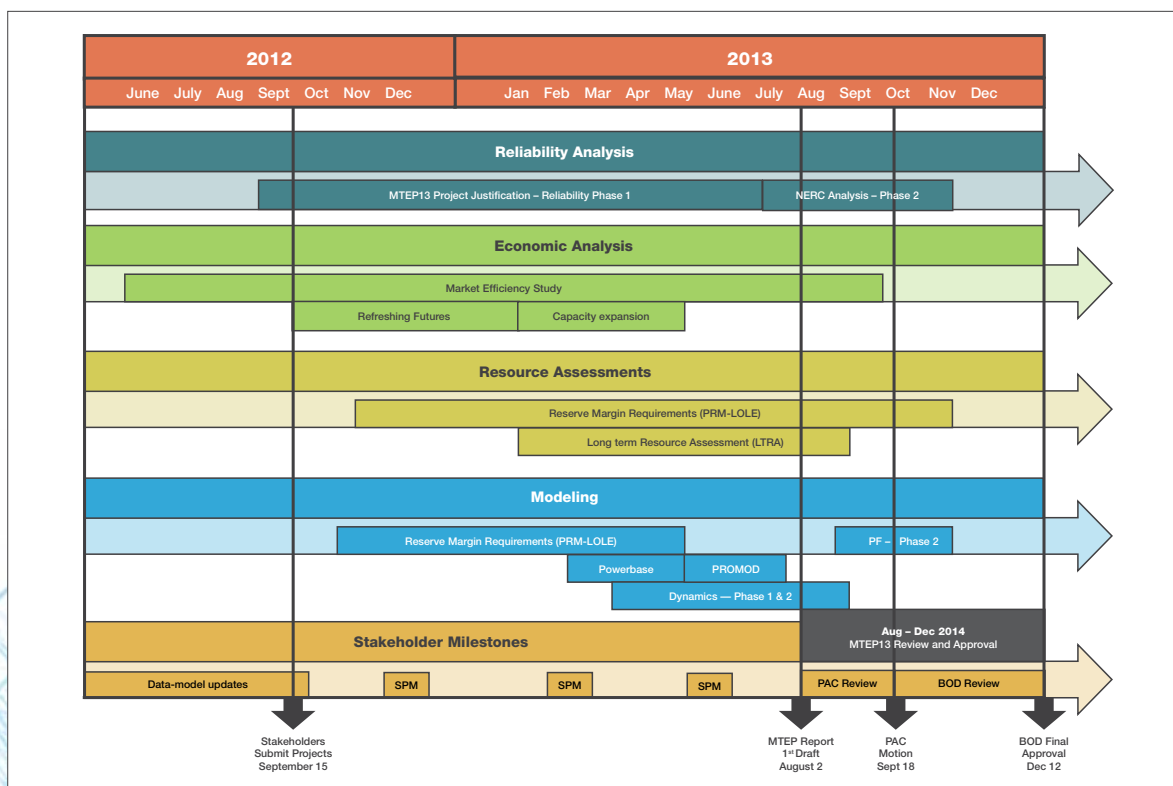 2012
2013
June July Aug Sept Oct Nov Dec
Jan Feb Mar Apr May June July Aug Sept Oct Nov Dec
Reliability Analysis
MTEP13 Project Justification – Reliability Phase 1
NERC Analysis – Phase 2
Economic Analysis
Market Efficiency Study
Refreshing Futures
Capacity expansion
Resource Assessments
Reserve Margin Requirements (PRM-LOLE)
Long term Resource Assessment (LTRA)
Modeling
Reserve Margin Requirements (PRM-LOLE)
PF – Phase 2
Powerbase
PROMOD
Dynamics — Phase 1 & 2
Stakeholder Milestones
Aug – Dec 2014
MTEP13 Review and Approval
Data-model updates
SPM
SPM
SPM
PAC Review
BOD Review
Stakeholders
Submit Projects
September 15
MTEP Report
1st Draft
August 2
PAC
Motion
Sept 18
BOD Final
Approval
Dec 12